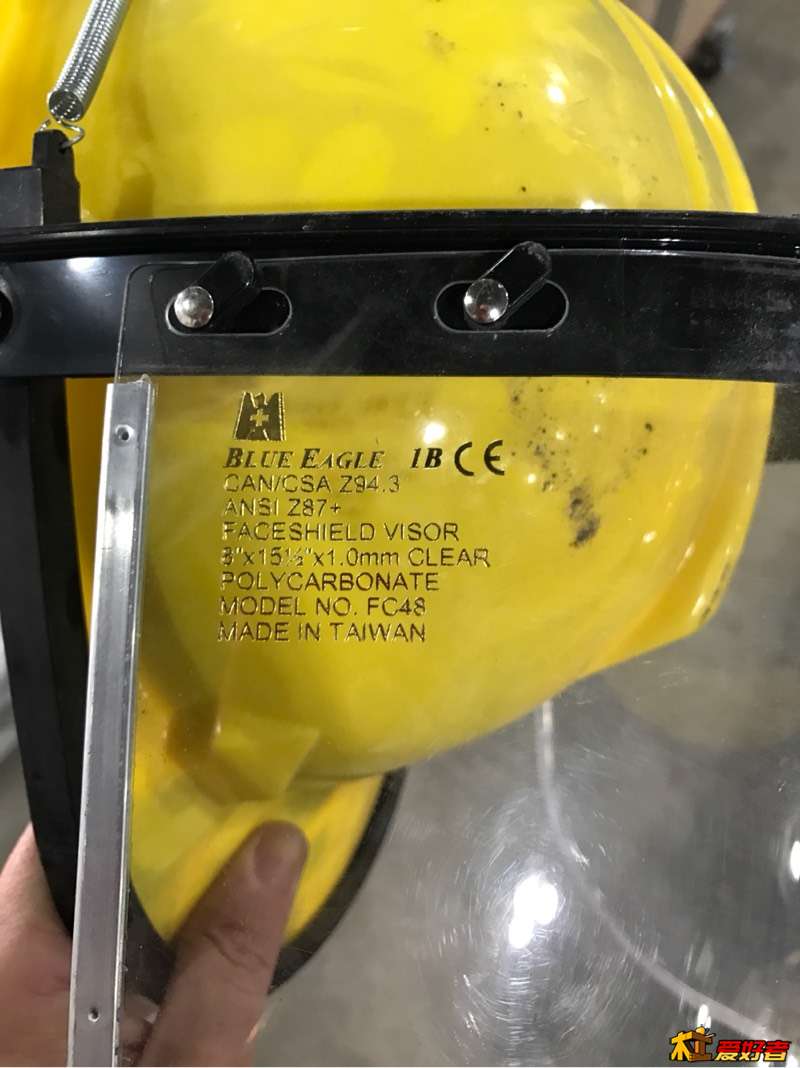 BLUE EAGLE 1B CE
CAN/CSA Z94.3
ANSI Z87+
FACESHIELD VISOR
8"x15½"x1.0mm CLEAR
POLYCARBONATE
MODEL NO. FC48
MADE IN TAIWAN
木工爱好者